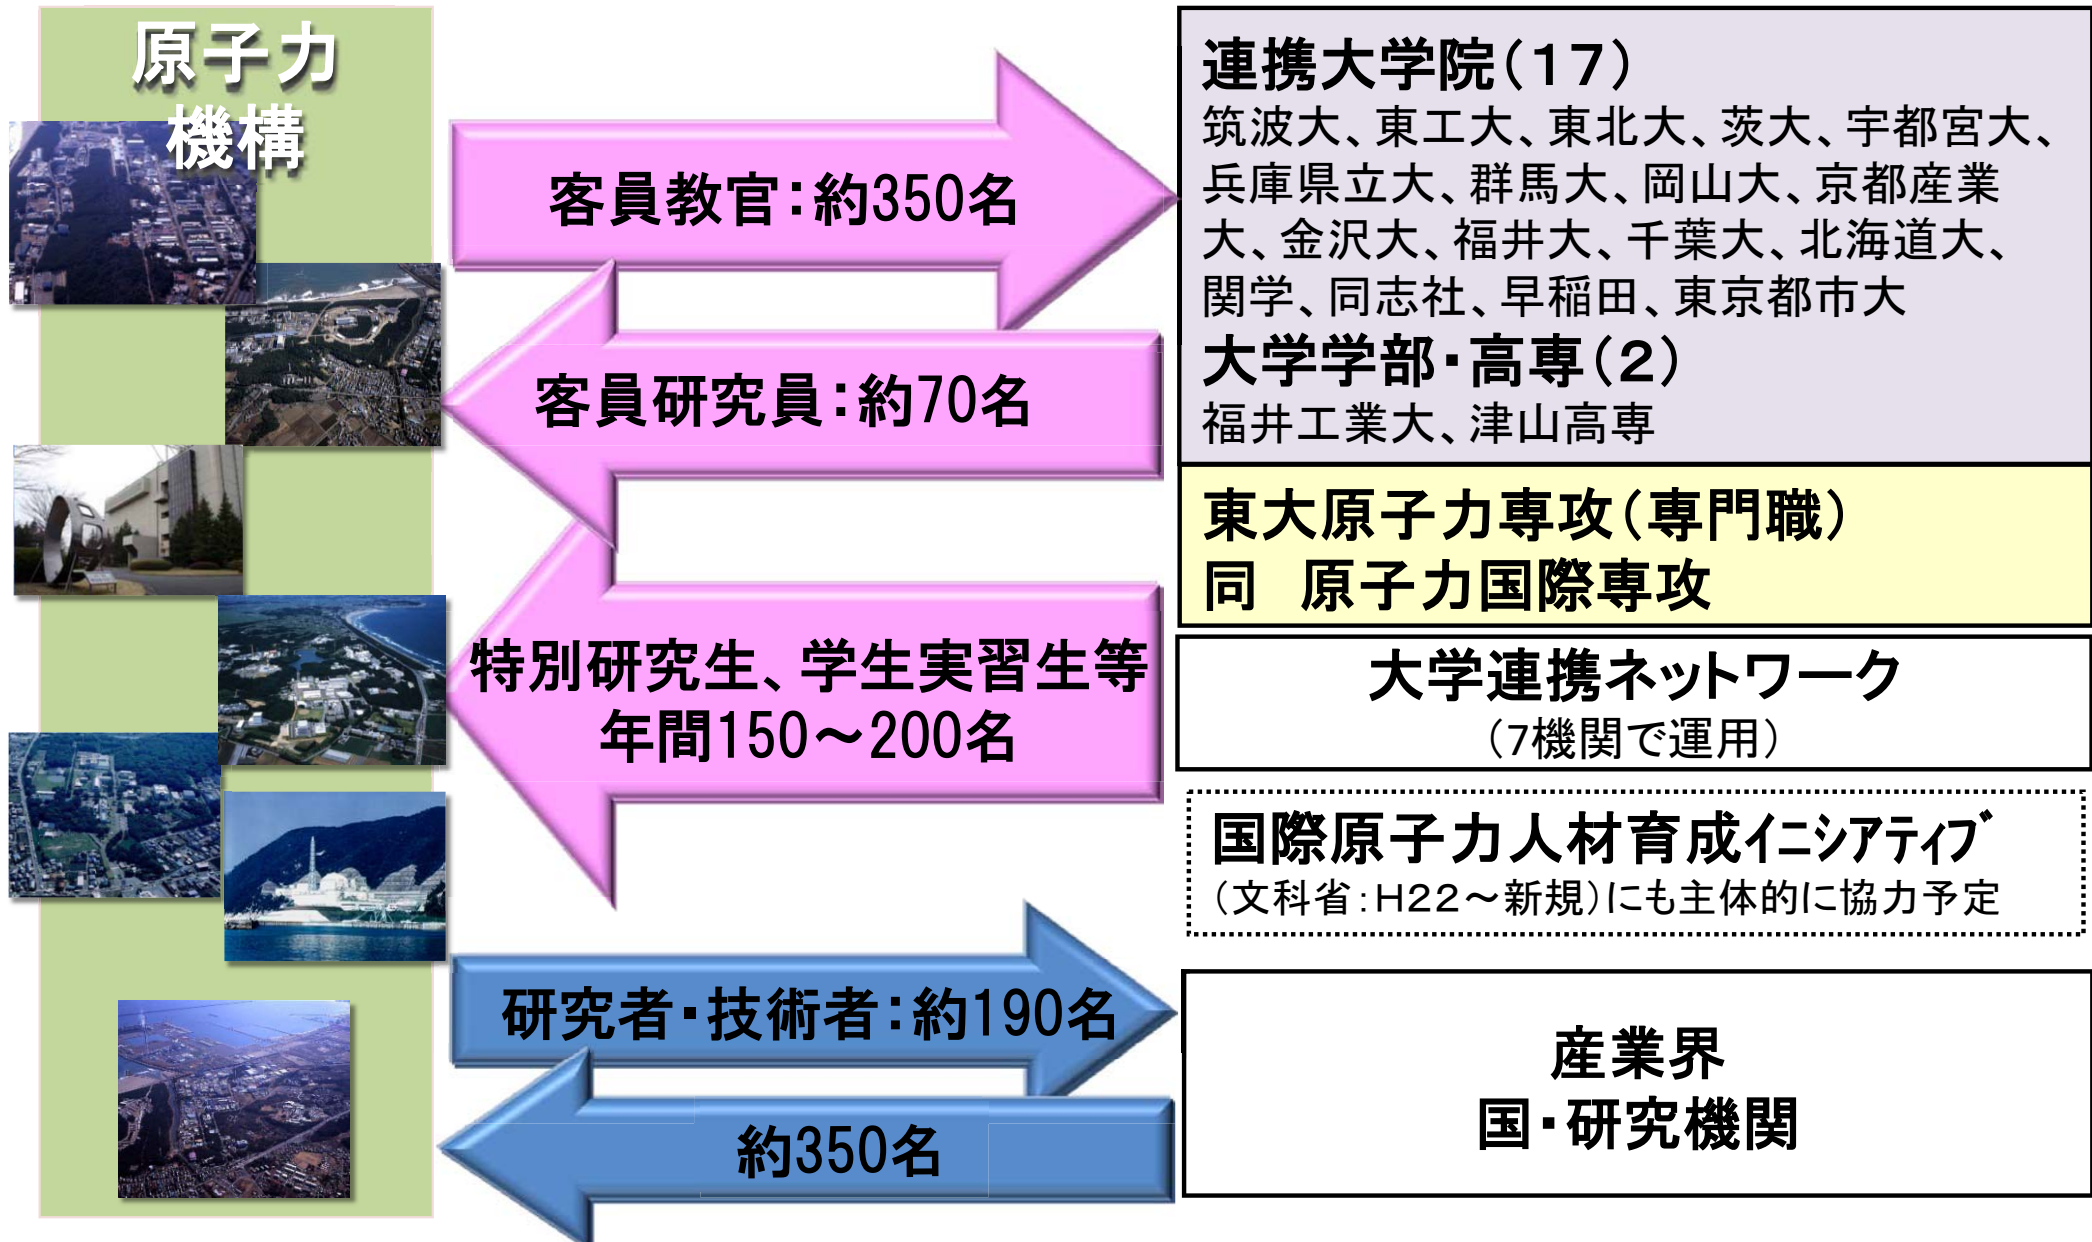 原子力
機構
客員教官：約350名
客員研究員：約70名
特別研究生、学生実習生等
年間150～200名
研究者・技術者：約190名
約350名
連携大学院（１７）
筑波大、東工大、東北大、茨大、宇都宮大、
兵庫県立大、群馬大、岡山大、京都産業
大、金沢大、福井大、千葉大、北海道大、
関学、同志社、早稲田、東京都市大
大学学部・高専（２）
福井工業大、津山高専
東大原子力専攻（専門職）
同　原子力国際専攻
大学連携ネットワーク
（7機関で運用）
国際原子力人材育成ｲﾆｼｱﾃｨﾌﾞ
（文科省：Ｈ２２～新規）にも主体的に協力予定
産業界
国・研究機関